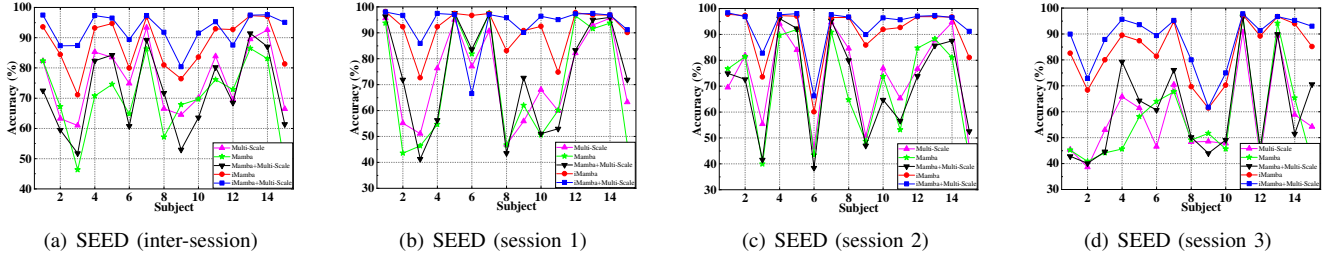 100
90
80
70
60
50
40
Accuracy (%)
0 2 4 6 8 10 12 14
Subject
Multi-Scale
Mamba
Mamba+Multi-Scale
iMamba
iMamba+Multi-Scale
(a) SEED (inter-session)
100
90
80
70
60
50
40
30
Accuracy (%)
0 2 4 6 8 10 12 14
Subject
Multi-Scale
Mamba
Mamba+Multi-Scale
iMamba
iMamba+Multi-Scale
(b) SEED (session 1)
100
90
80
70
60
50
40
30
Accuracy (%)
0 2 4 6 8 10 12 14
Subject
Multi-Scale
Mamba
Mamba+Multi-Scale
iMamba
iMamba+Multi-Scale
(c) SEED (session 2)
100
90
80
70
60
50
40
30
Accuracy (%)
0 2 4 6 8 10 12 14
Subject
Multi-Scale
Mamba
Mamba+Multi-Scale
iMamba
iMamba+Multi-Scale
(d) SEED (session 3)